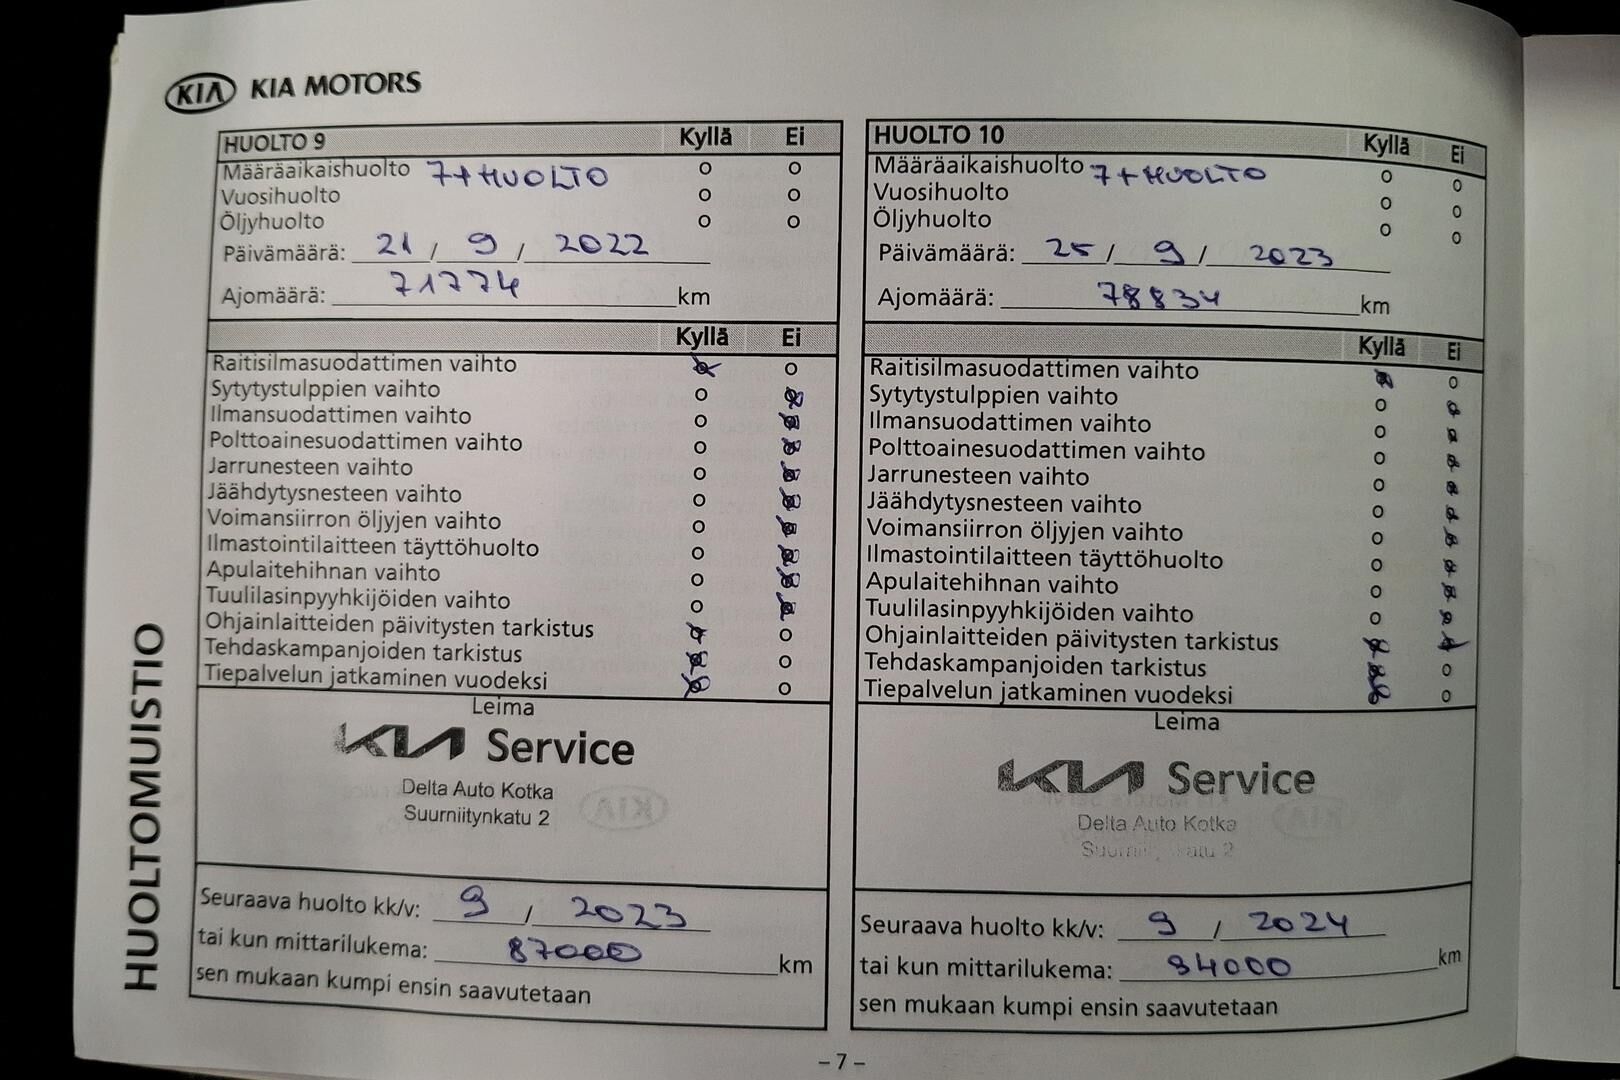 KIA KIA MOTORS
HUOLTOMUISTIO
HUOLTO 9 Kyllä Ei
Määräaikaishuolto 7+HUOLTO o o
Vuosihuolto o o
Öljyhuolto o o
Päivämäärä: 21 / 9 / 2022
Ajomäärä: 71774 km
Kyllä Ei
Raitisilmasuodattimen vaihto
Sytytystulppien vaihto
Ilmansuodattimen vaihto
Polttoainesuodattimen vaihto
Jarrunesteen vaihto
Jäähdytysnesteen vaihto
Voimansiirron öljyjen vaihto
Ilmastointilaitteen täyttöhuolto
Apulaitehihnan vaihto
Tuulilasinpyyhkijöiden vaihto
Ohjainlaitteiden päivitysten tarkistus
Tehdaskampanjoiden tarkistus
Tiepalvelun jatkaminen vuodeksi
Leima
KIA Service
Delta Auto Kotka
Suurniitynkatu 2
Seuraava huolto kk/v: 9 / 2023
tai kun mittarilukema: 87000 km
sen mukaan kumpi ensin saavutetaan
HUOLTO 10 Kyllä Ei
Määräaikaishuolto 7+HUOLTO o o
Vuosihuolto o o
Öljyhuolto o o
Päivämäärä: 25 / 9 / 2023
Ajomäärä: 78834 km
Kyllä Ei
Raitisilmasuodattimen vaihto
Sytytystulppien vaihto
Ilmansuodattimen vaihto
Polttoainesuodattimen vaihto
Jarrunesteen vaihto
Jäähdytysnesteen vaihto
Voimansiirron öljyjen vaihto
Ilmastointilaitteen täyttöhuolto
Apulaitehihnan vaihto
Tuulilasinpyyhkijöiden vaihto
Ohjainlaitteiden päivitysten tarkistus
Tehdaskampanjoiden tarkistus
Tiepalvelun jatkaminen vuodeksi
Leima
KIA Service
Delta Auto Kotka
2
Seuraava huolto kk/v: 9 / 2024
tai kun mittarilukema: 94000 km
sen mukaan kumpi ensin saavutetaan
– 7 –